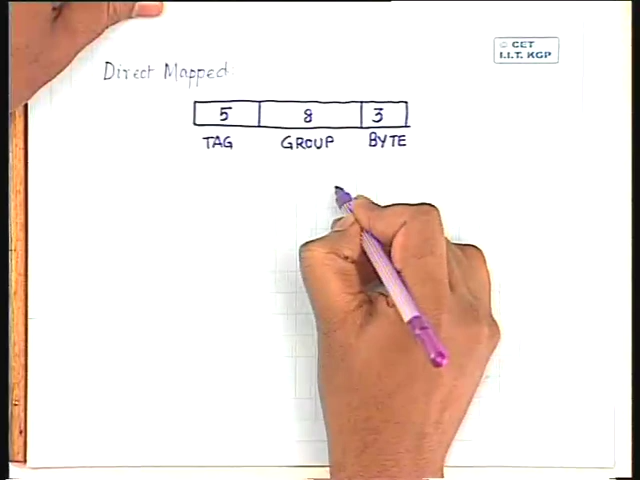 © CET
I.I.T. KGP
Direct Mapped:
5 8 3
TAG GROUP BYTE